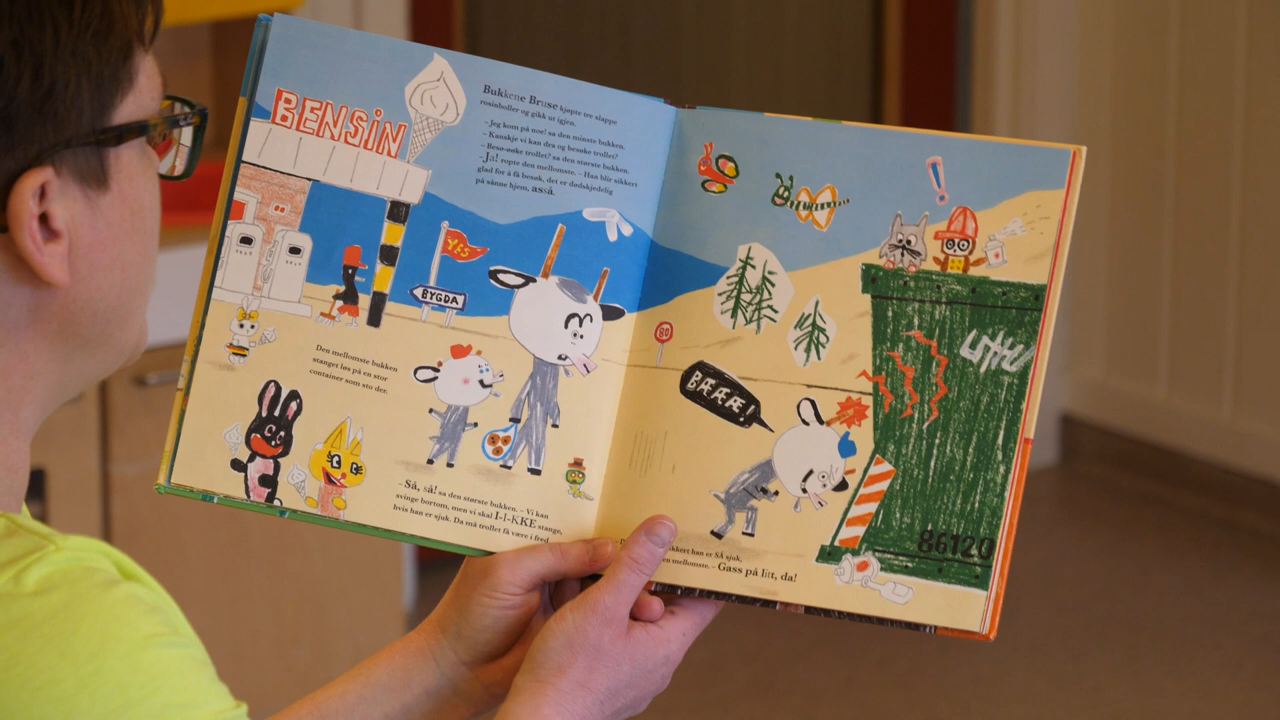 BENSIN
Bukkene Bruse kjøpte tre slappe
rosinboller og gikk ut igjen.
– Jeg kom på noe! sa den minste bukken.
– Kanskje vi kan dra og besøke trollet?
– Besø-øøke trollet? sa den største bukken.
– Ja! ropte den mellomste. – Han blir sikkert
glad for å få besøk, det er dødskjedelig
på sånne hjem, asså.
YES
BYGDA
Den mellomste bukken
stanget løs på en stor
container som sto der.
– Så, så! sa den største bukken. – Vi kan
svinge bortom, men vi skal I-I-KKE stange,
hvis han er sjuk. Da må trollet få være i fred.
80
BÆÆÆ!
86120
kkert han er SÅ sjuk,
en mellomste. – Gass på litt, da!